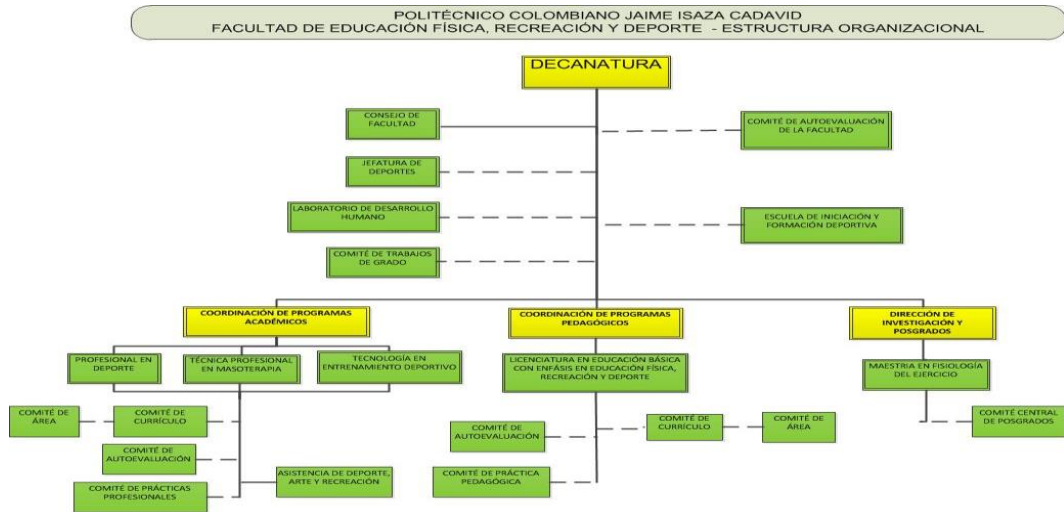 POLITÉCNICO COLOMBIANO JAIME ISAZA CADAVID
FACULTAD DE EDUCACIÓN FÍSICA, RECREACIÓN Y DEPORTE - ESTRUCTURA ORGANIZACIONAL
DECANATURA
CONSEJO DE
FACULTAD
COMITÉ DE AUTOEVALUACIÓN
DE LA FACULTAD
JEFATURA DE
DEPORTES
LABORATORIO DE DESARROLLO
HUMANO
ESCUELA DE INICIACIÓN Y
FORMACIÓN DEPORTIVA
COMITÉ DE TRABAJOS
DE GRADO
COORDINACIÓN DE PROGRAMAS
ACADÉMICOS
COORDINACIÓN DE PROGRAMAS
PEDAGÓGICOS
DIRECCIÓN DE
INVESTIGACIÓN Y
POSGRADOS
PROFESIONAL EN
DEPORTE
TÉCNICA PROFESIONAL
EN MASOTERAPIA
TECNOLOGÍA EN
ENTRENAMIENTO DEPORTIVO
LICENCIATURA EN EDUCACIÓN BÁSICA
CON ENFÁSIS EN EDUCACIÓN FÍSICA,
RECREACIÓN Y DEPORTE
MAESTRIA EN FISIOLOGÍA
DEL EJERCICIO
COMITÉ DE
ÁREA
COMITÉ DE
CURRÍCULO
COMITÉ DE
AUTOEVALUACIÓN
COMITÉ DE
CURRÍCULO
COMITÉ DE
ÁREA
COMITÉ CENTRAL
DE POSGRADOS
COMITÉ DE
AUTOEVALUACIÓN
COMITÉ DE PRÁCTICAS
PROFESIONALES
ASISTENCIA DE DEPORTE,
ARTE Y RECREACIÓN
COMITÉ DE PRÁCTICA
PEDAGÓGICA